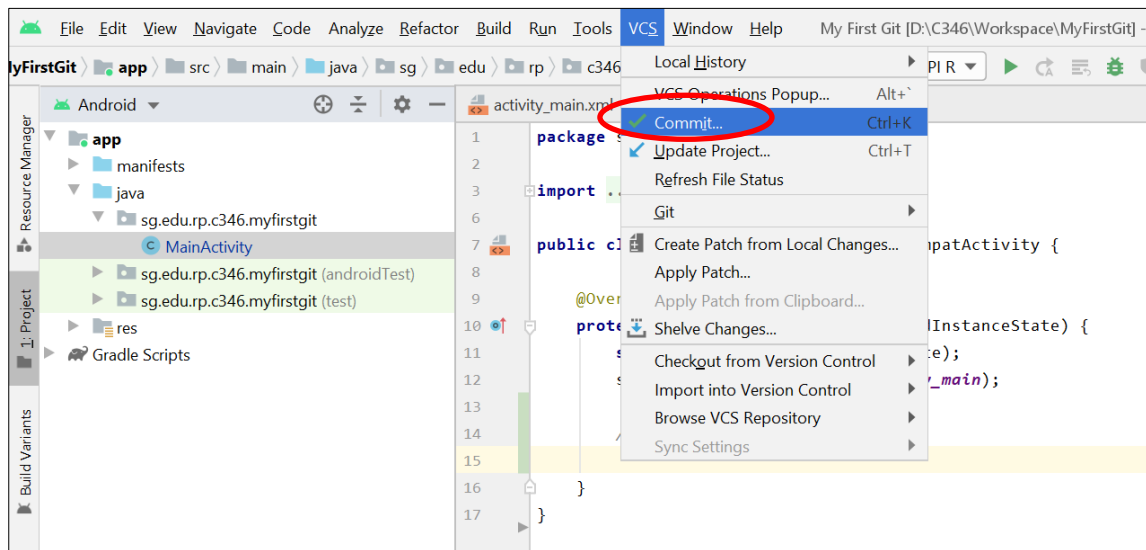 File Edit View Navigate Code Analyze Refactor Build Run Tools VCS Window Help My First Git [D:\C346\Workspace\MyFirstGit] -
lyFirstGit app src main java sg edu rp c346 PI R
Android
activity_main.xml
Resource Manager
1: Project
Build Variants
app
manifests
java
sg.edu.rp.c346.myfirstgit
MainActivity
sg.edu.rp.c346.myfirstgit (androidTest)
sg.edu.rp.c346.myfirstgit (test)
res
Gradle Scripts
Local History
VCS Operations Popup... Alt+`
Commit... Ctrl+K
Update Project... Ctrl+T
Refresh File Status
Git
Create Patch from Local Changes...
Apply Patch...
Apply Patch from Clipboard...
Shelve Changes...
Checkout from Version Control
Import into Version Control
Browse VCS Repository
Sync Settings
1 package s
2
3 import ..
6
7 public cl mpatActivity {
8
9 @Over
10 prote dInstanceState) {
11 s te);
12 s y_main);
13
14 /
15
16 }
17 }